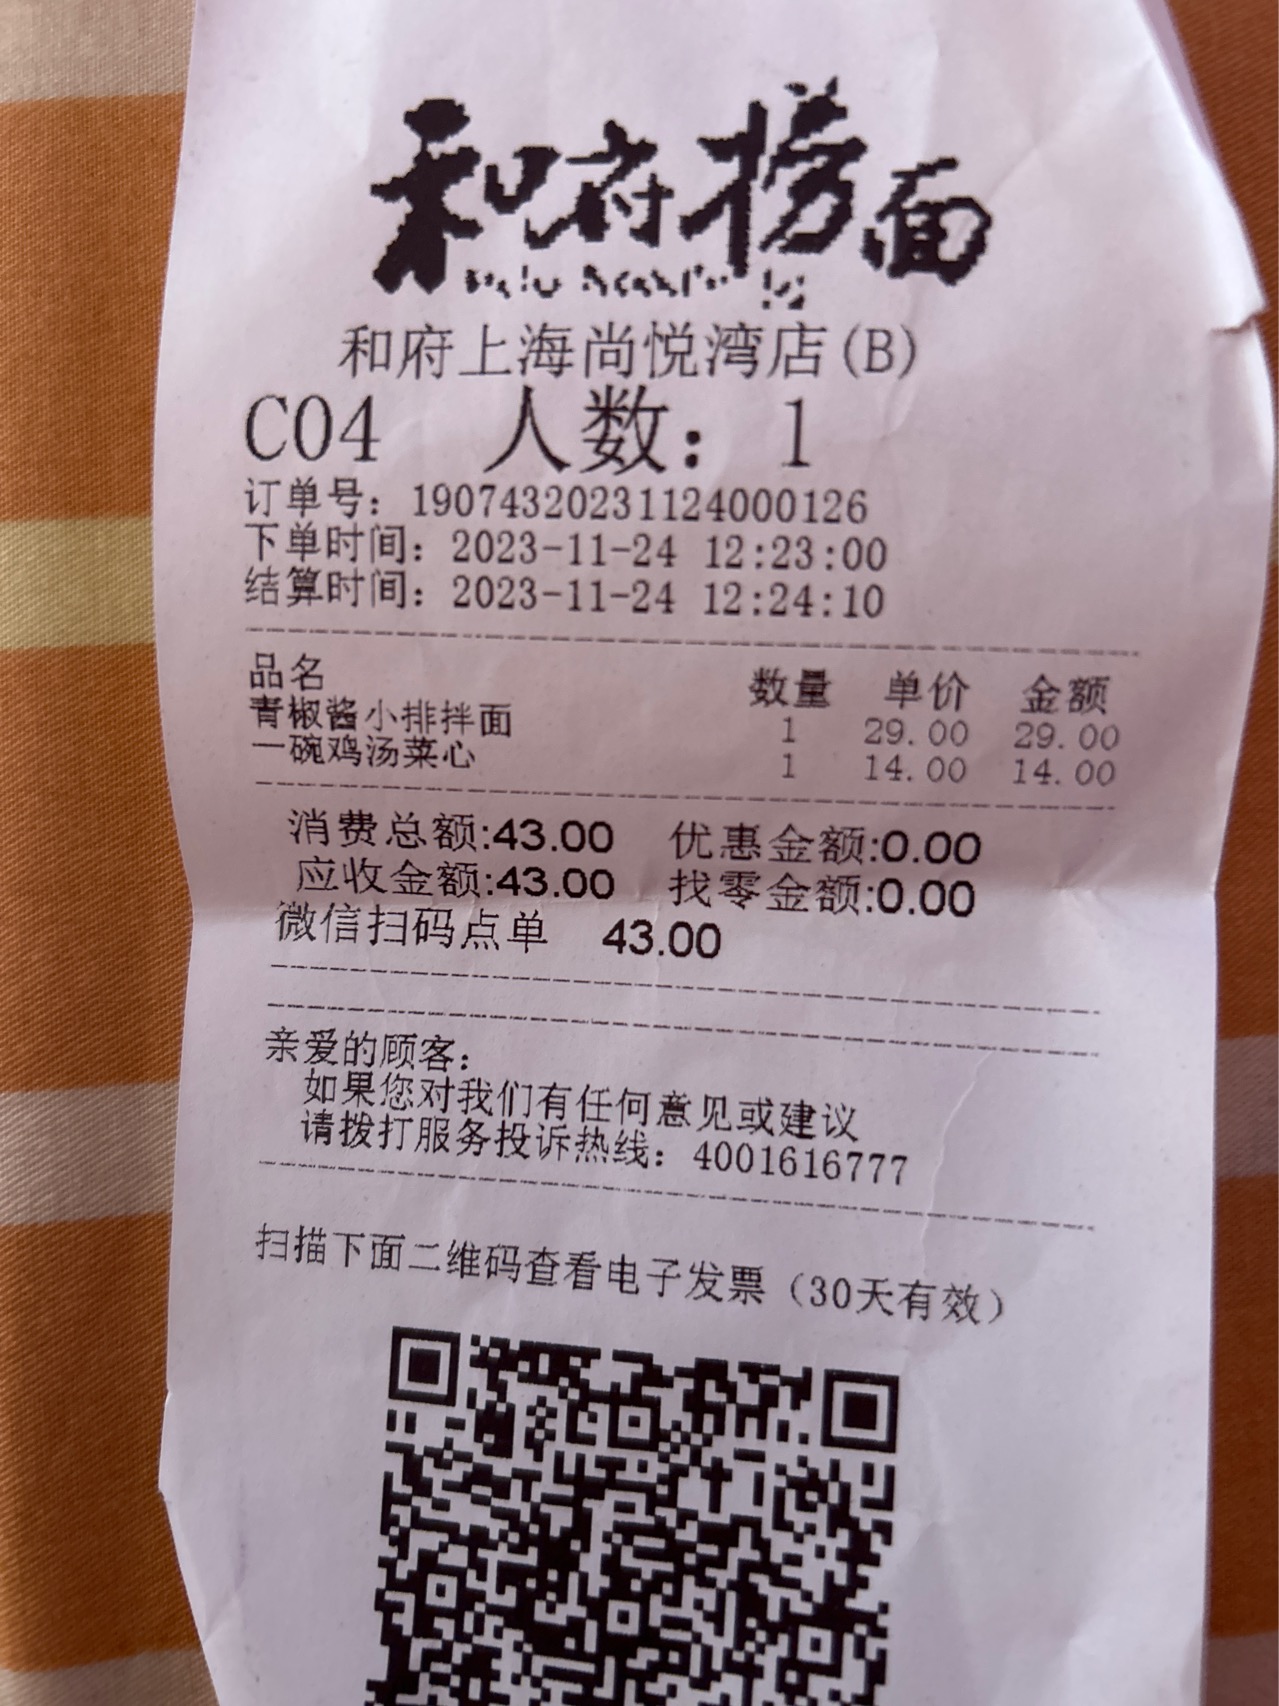 和府捞面
和府上海尚悦湾店(B)
C04 人数: 1
订单号: 19074320231124000126
下单时间: 2023-11-24 12:23:00
结算时间: 2023-11-24 12:24:10
品名 数量 单价 金额
青椒酱小排拌面 1 29.00 29.00
一碗鸡汤菜心 1 14.00 14.00
消费总额:43.00 优惠金额:0.00
应收金额:43.00 找零金额:0.00
微信扫码点单 43.00
亲爱的顾客:
如果您对我们有任何意见或建议
请拨打服务投诉热线: 4001616777
扫描下面二维码查看电子发票（30天有效）